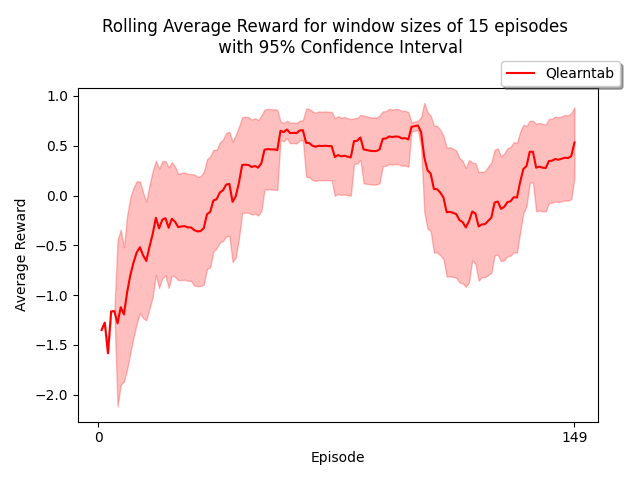 Rolling Average Reward for window sizes of 15 episodes
with 95% Confidence Interval
Qlearntab
1.0
0.5
0.0
−0.5
−1.0
−1.5
−2.0
Average Reward
0
149
Episode